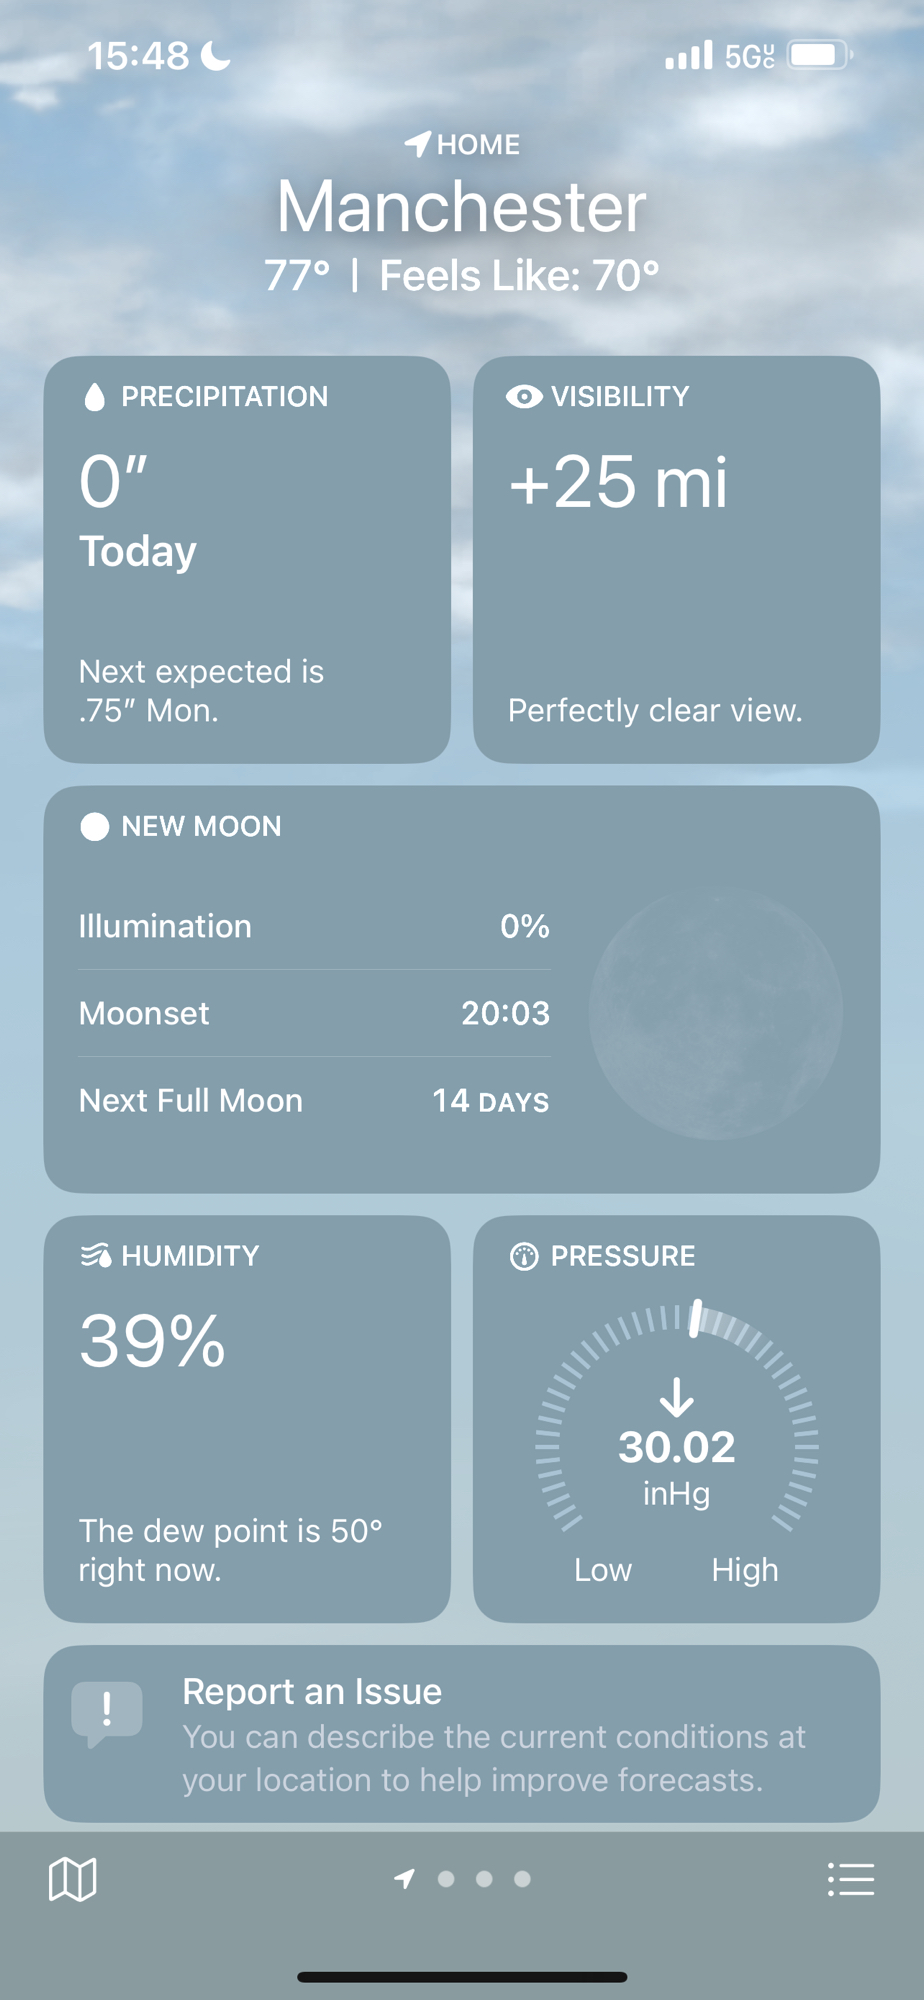 15:48
5GUC
HOME
Manchester
77° | Feels Like: 70°
PRECIPITATION
0”
Today
Next expected is
.75” Mon.
VISIBILITY
+25 mi
Perfectly clear view.
NEW MOON
Illumination 0%
Moonset 20:03
Next Full Moon 14 DAYS
HUMIDITY
39%
The dew point is 50°
right now.
PRESSURE
30.02
inHg
Low High
Report an Issue
You can describe the current conditions at
your location to help improve forecasts.